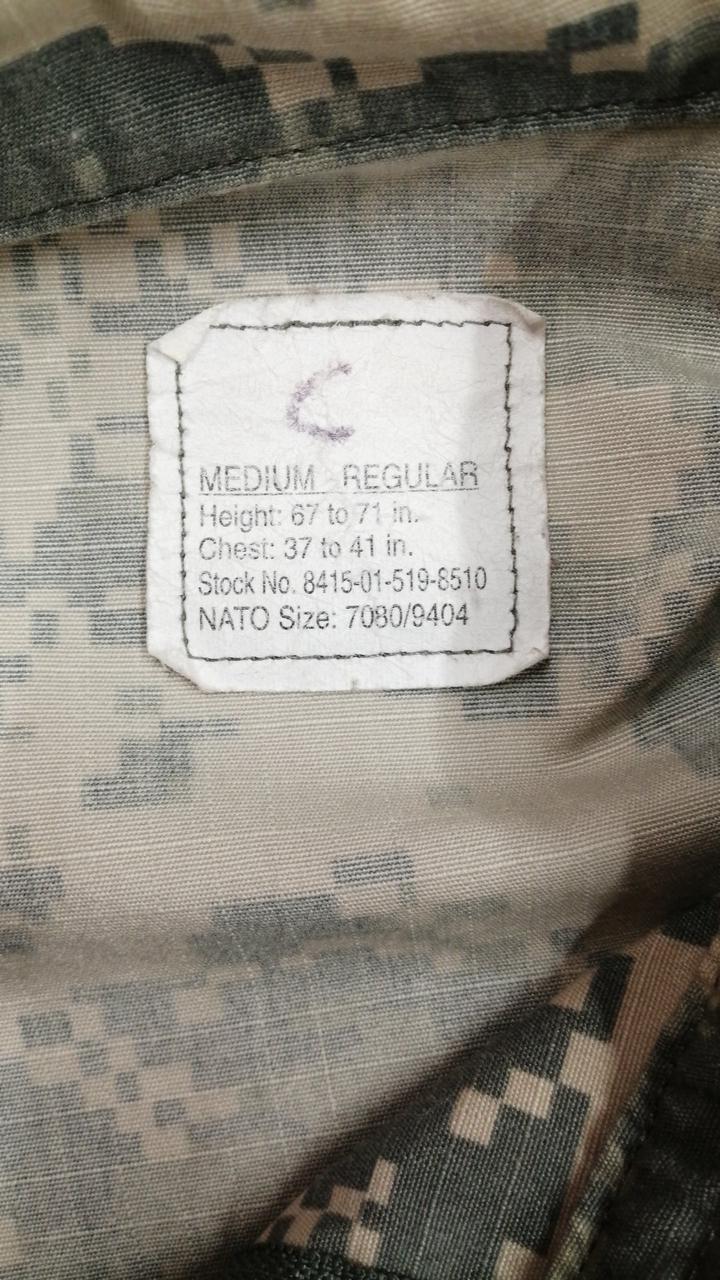 C
MEDIUM REGULAR
Height: 67 to 71 in.
Chest: 37 to 41 in.
Stock No. 8415-01-519-8510
NATO Size: 7080/9404